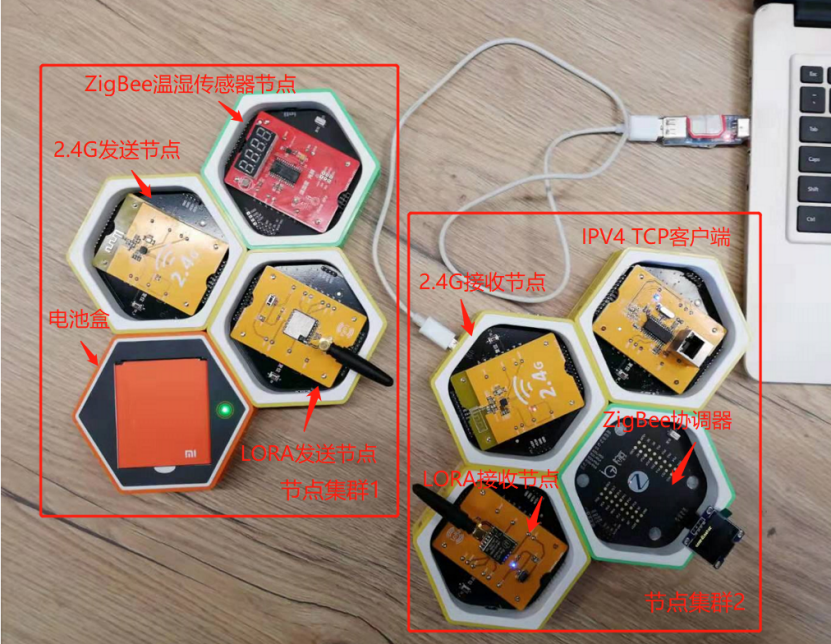 ZigBee温湿传感器节点
2.4G发送节点
2.4G
电池盒
LORA发送节点
节点集群1
IPV4 TCP客户端
2.4G接收节点
2.4G
ZigBee协调器
LORA接收节点
节点集群2
Tab
Caps
Shift
Ctrl